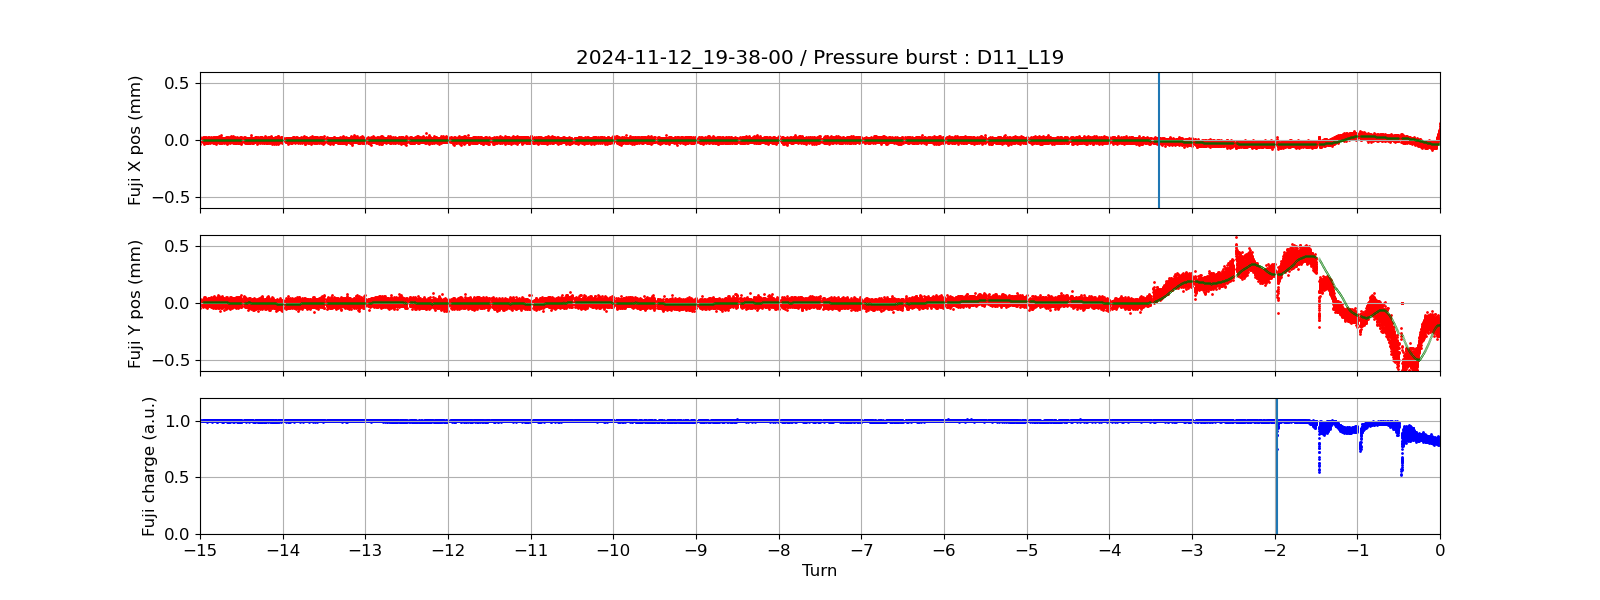 2024-11-12_19-38-00 / Pressure burst : D11_L19
Fuji X pos (mm)
0.5
0.0
−0.5
Fuji Y pos (mm)
0.5
0.0
−0.5
Fuji charge (a.u.)
1.0
0.5
0.0
−15 −14 −13 −12 −11 −10 −9 −8 −7 −6 −5 −4 −3 −2 −1 0
Turn